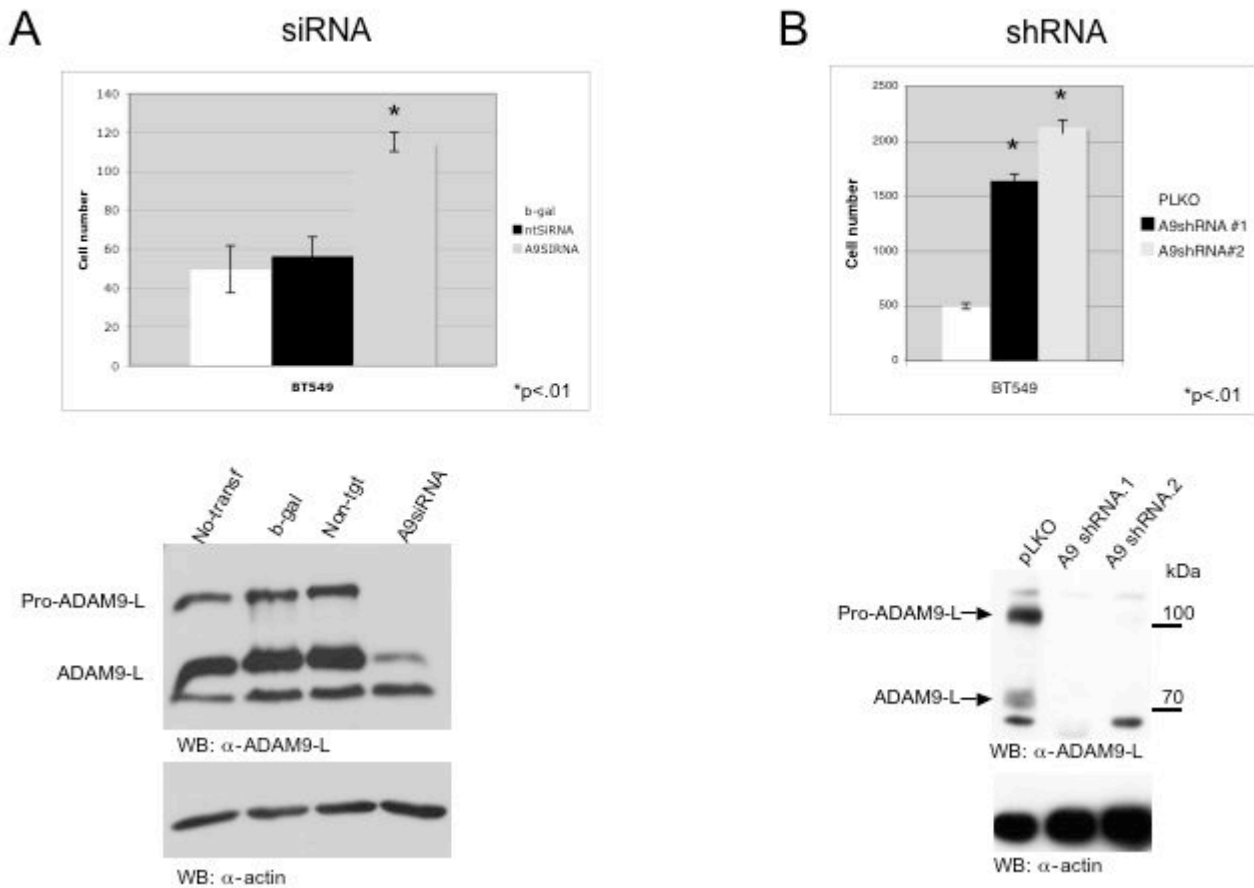 A
siRNA
140
120
100
80
60
40
20
0
Cell number
*
b-gal
ntSiRNA
A9SIRNA
BT549
*p<.01
No-transf
b-gal
Non-tgt
A9siRNA
Pro-ADAM9-L
ADAM9-L
WB: α-ADAM9-L
WB: α-actin
B
shRNA
2500
2000
1500
1000
500
0
Cell number
*
*
PLKO
A9shRNA #1
A9shRNA#2
BT549
*p<.01
pLKO
A9 shRNA.1
A9 shRNA.2
kDa
Pro-ADAM9-L
100
ADAM9-L
70
WB: α-ADAM9-L
WB: α-actin